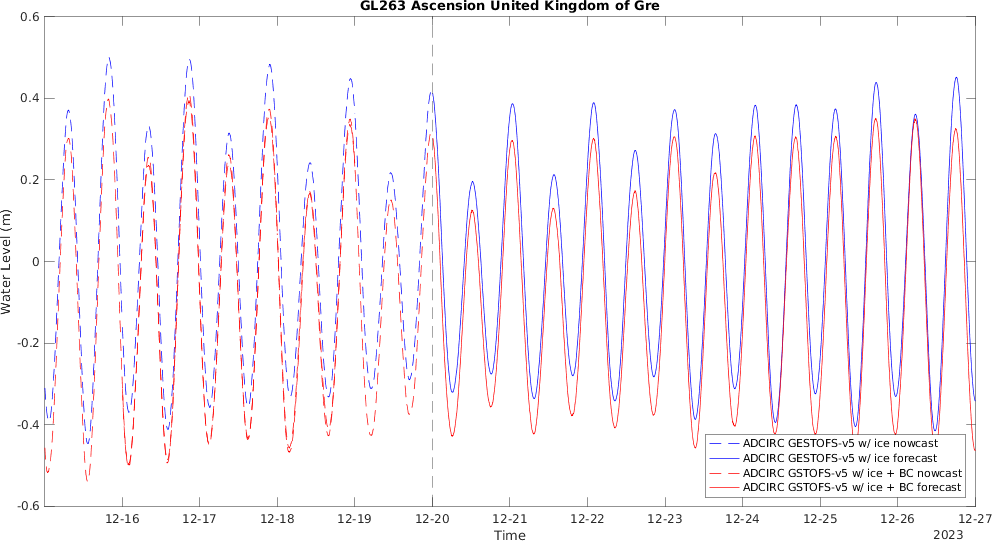 GL263 Ascension United Kingdom of Gre
0.6
0.4
0.2
0
-0.2
-0.4
-0.6
Water Level (m)
12-16 12-17 12-18 12-19 12-20 12-21 12-22 12-23 12-24 12-25 12-26 12-27
Time
2023
ADCIRC GESTOFS-v5 w/ ice nowcast
ADCIRC GESTOFS-v5 w/ ice forecast
ADCIRC GSTOFS-v5 w/ ice + BC nowcast
ADCIRC GSTOFS-v5 w/ ice + BC forecast